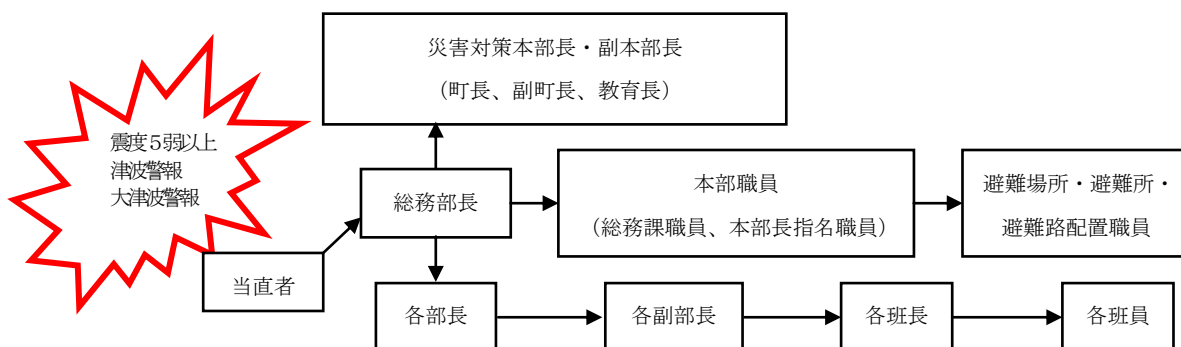 災害対策本部長・副本部長
（町長、副町長、教育長）
震度５弱以上
津波警報
大津波警報
総務部長
本部職員
（総務課職員、本部長指名職員）
避難場所・避難所・
避難路配置職員
当直者
各部長
各副部長
各班長
各班員